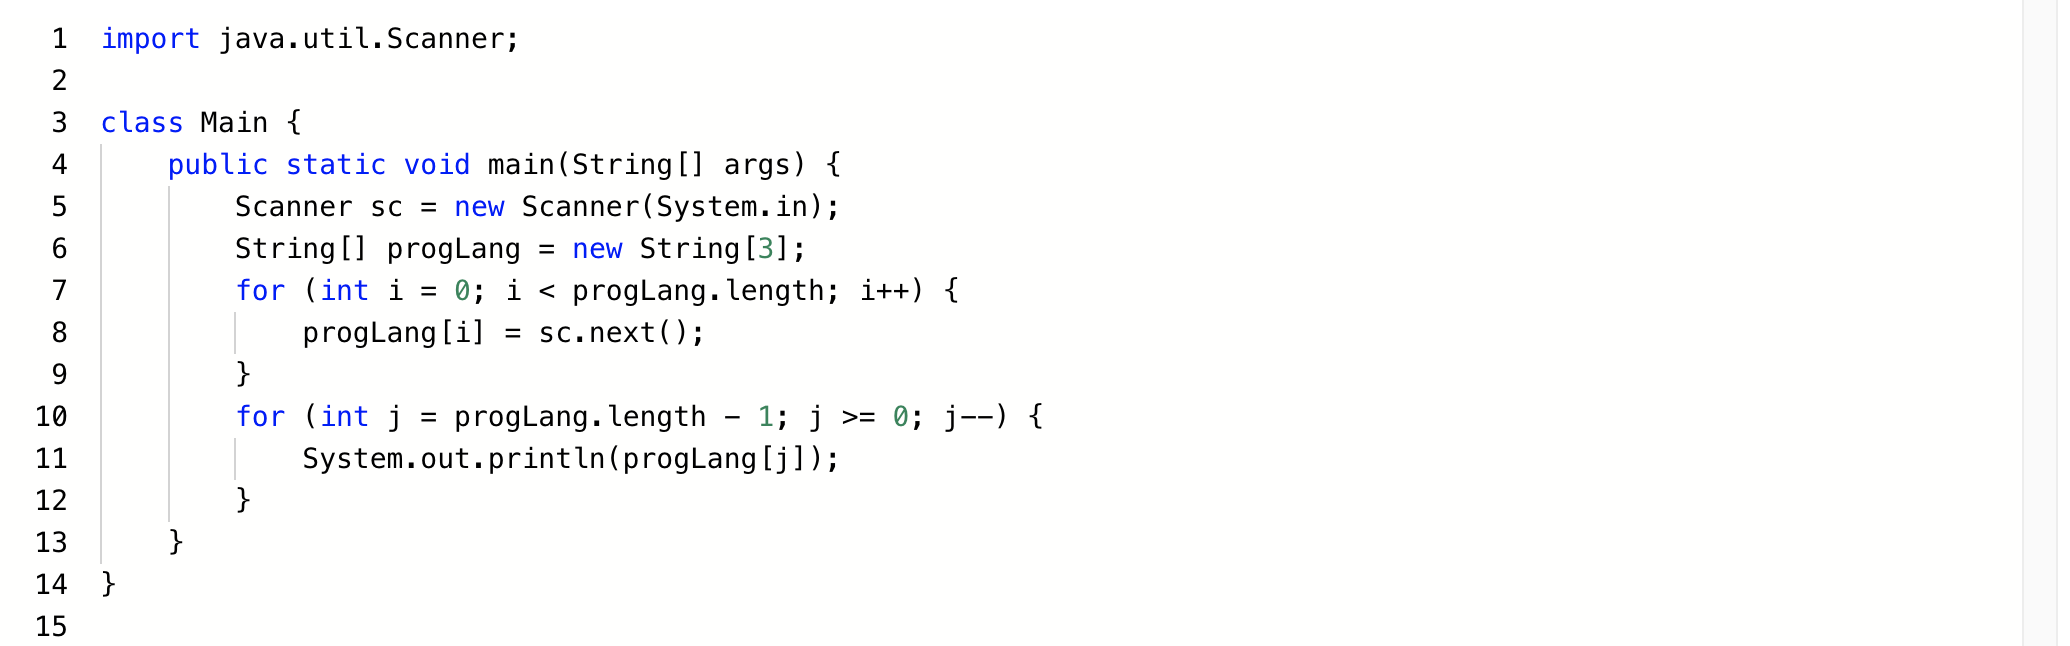 1 import java.util.Scanner;
2
3 class Main {
4     public static void main(String[] args) {
5         Scanner sc = new Scanner(System.in);
6         String[] progLang = new String[3];
7         for (int i = 0; i < progLang.length; i++) {
8             progLang[i] = sc.next();
9         }
10         for (int j = progLang.length - 1; j >= 0; j--) {
11             System.out.println(progLang[j]);
12         }
13     }
14 }
15